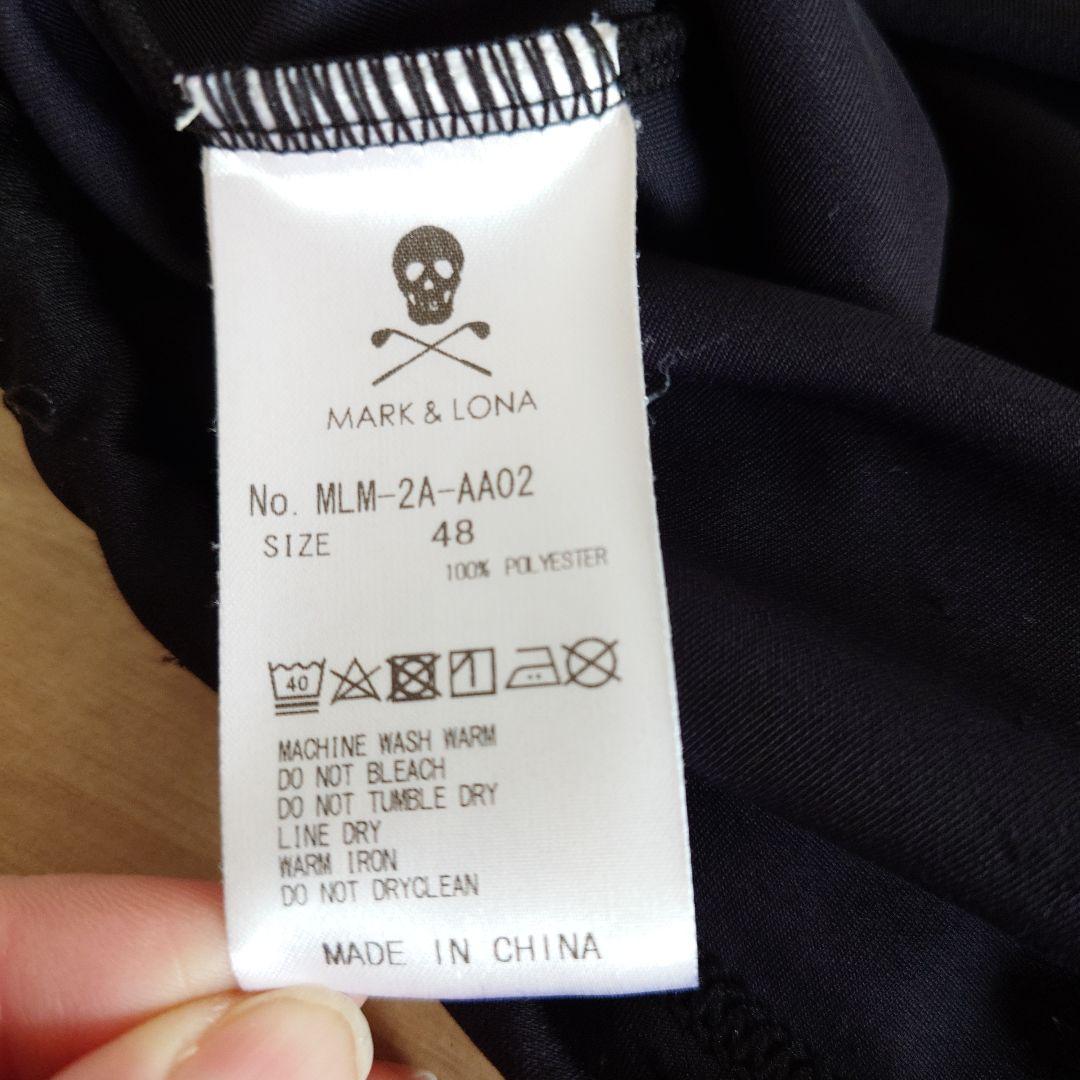 MARK & LONA
No. MLM-2A-AA02
SIZE 48
100% POLYESTER
40
MACHINE WASH WARM
DO NOT BLEACH
DO NOT TUMBLE DRY
LINE DRY
WARM IRON
DO NOT DRYCLEAN
MADE IN CHINA